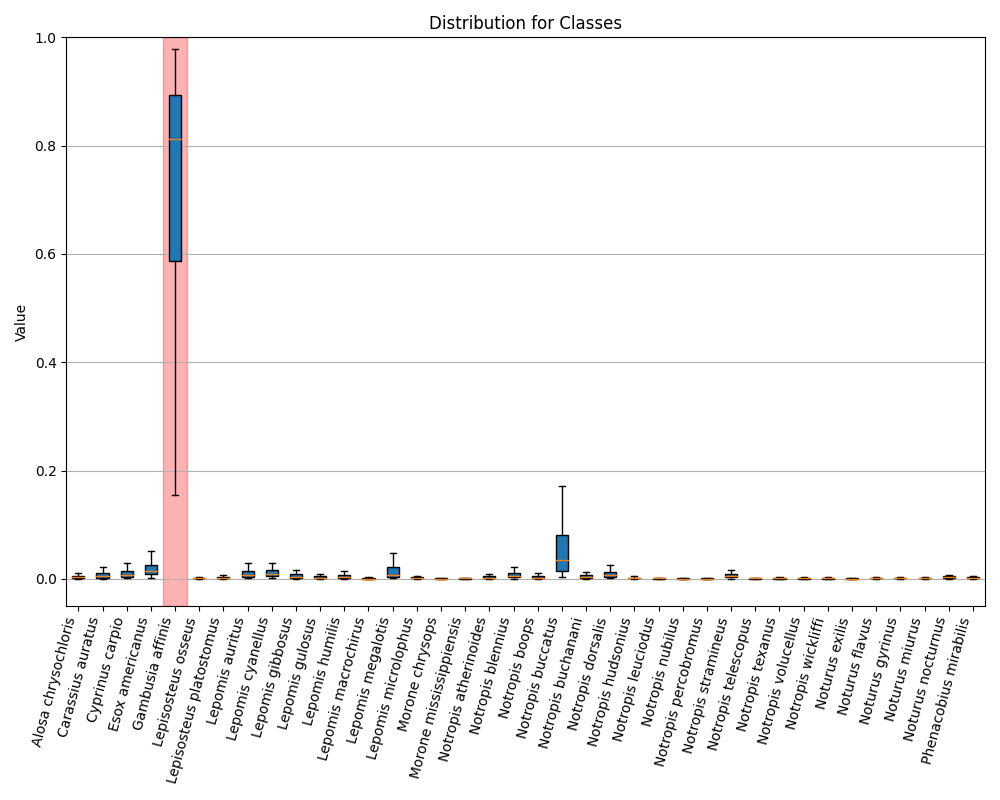 Distribution for Classes
1.0
0.8
0.6
0.4
0.2
0.0
Value
Alosa chrysochloris
Carassius auratus
Cyprinus carpio
Esox americanus
Gambusia affinis
Lepisosteus osseus
Lepisosteus platostomus
Lepomis auritus
Lepomis cyanellus
Lepomis gibbosus
Lepomis gulosus
Lepomis humilis
Lepomis macrochirus
Lepomis megalotis
Lepomis microlophus
Morone chrysops
Morone mississippiensis
Notropis atherinoides
Notropis blennius
Notropis boops
Notropis buccatus
Notropis buchanani
Notropis dorsalis
Notropis hudsonius
Notropis leuciodus
Notropis nubilus
Notropis percobromus
Notropis stramineus
Notropis telescopus
Notropis texanus
Notropis volucellus
Notropis wickliffi
Noturus exilis
Noturus flavus
Noturus gyrinus
Noturus miurus
Noturus nocturnus
Phenacobius mirabilis